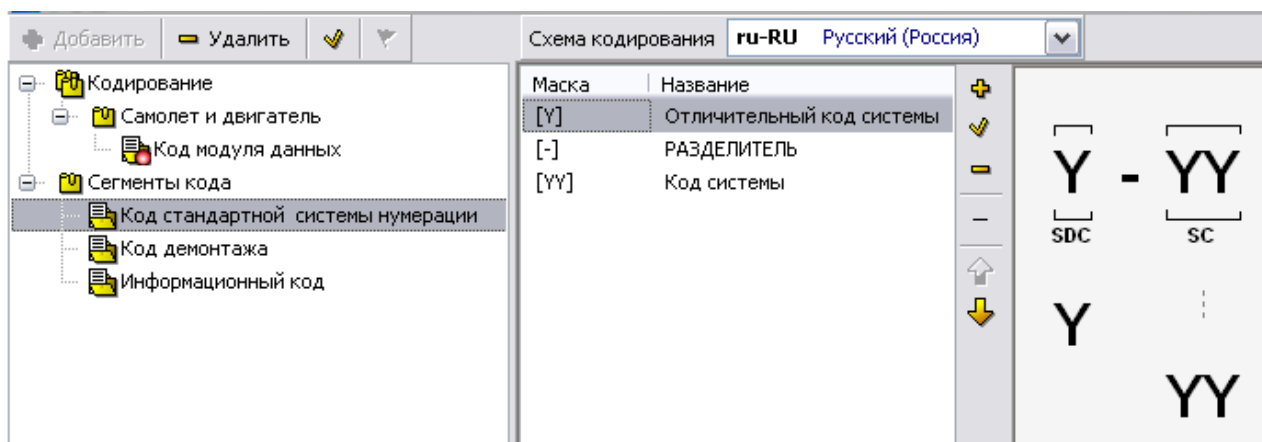 Добавить Удалить Схема кодирования ru-RU Русский (Россия)
Кодирование
Самолет и двигатель
Код модуля данных
Сегменты кода
Код стандартной системы нумерации
Код демонтажа
Информационный код
Маска Название
[Y] Отличительный код системы
[-] РАЗДЕЛИТЕЛЬ
[YY] Код системы
Y - YY
SDC SC
Y
YY